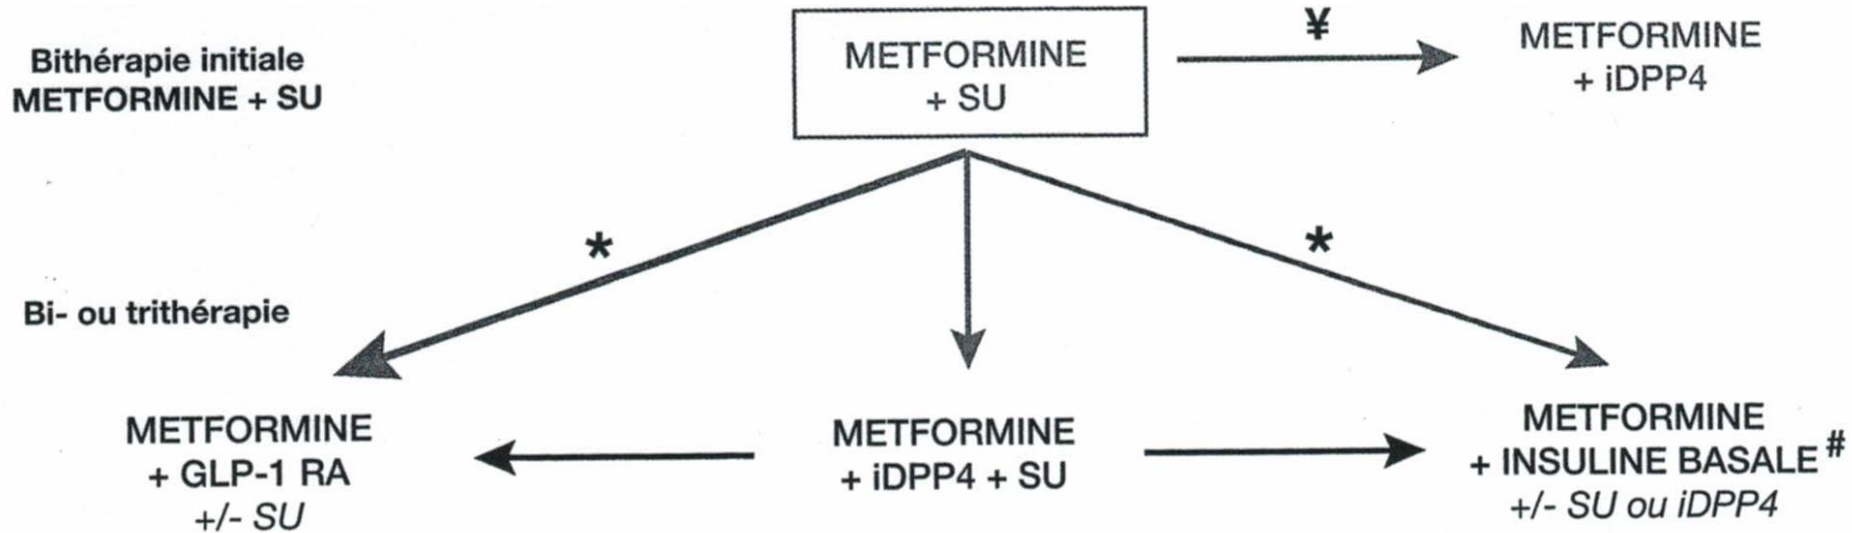 Bithérapie initiale
METFORMINE + SU
METFORMINE
+ SU
¥
METFORMINE
+ iDPP4
*
*
Bi- ou trithérapie
METFORMINE
+ GLP-1 RA
+/- SU
METFORMINE
+ iDPP4 + SU
METFORMINE
+ INSULINE BASALE #
+/- SU ou iDPP4